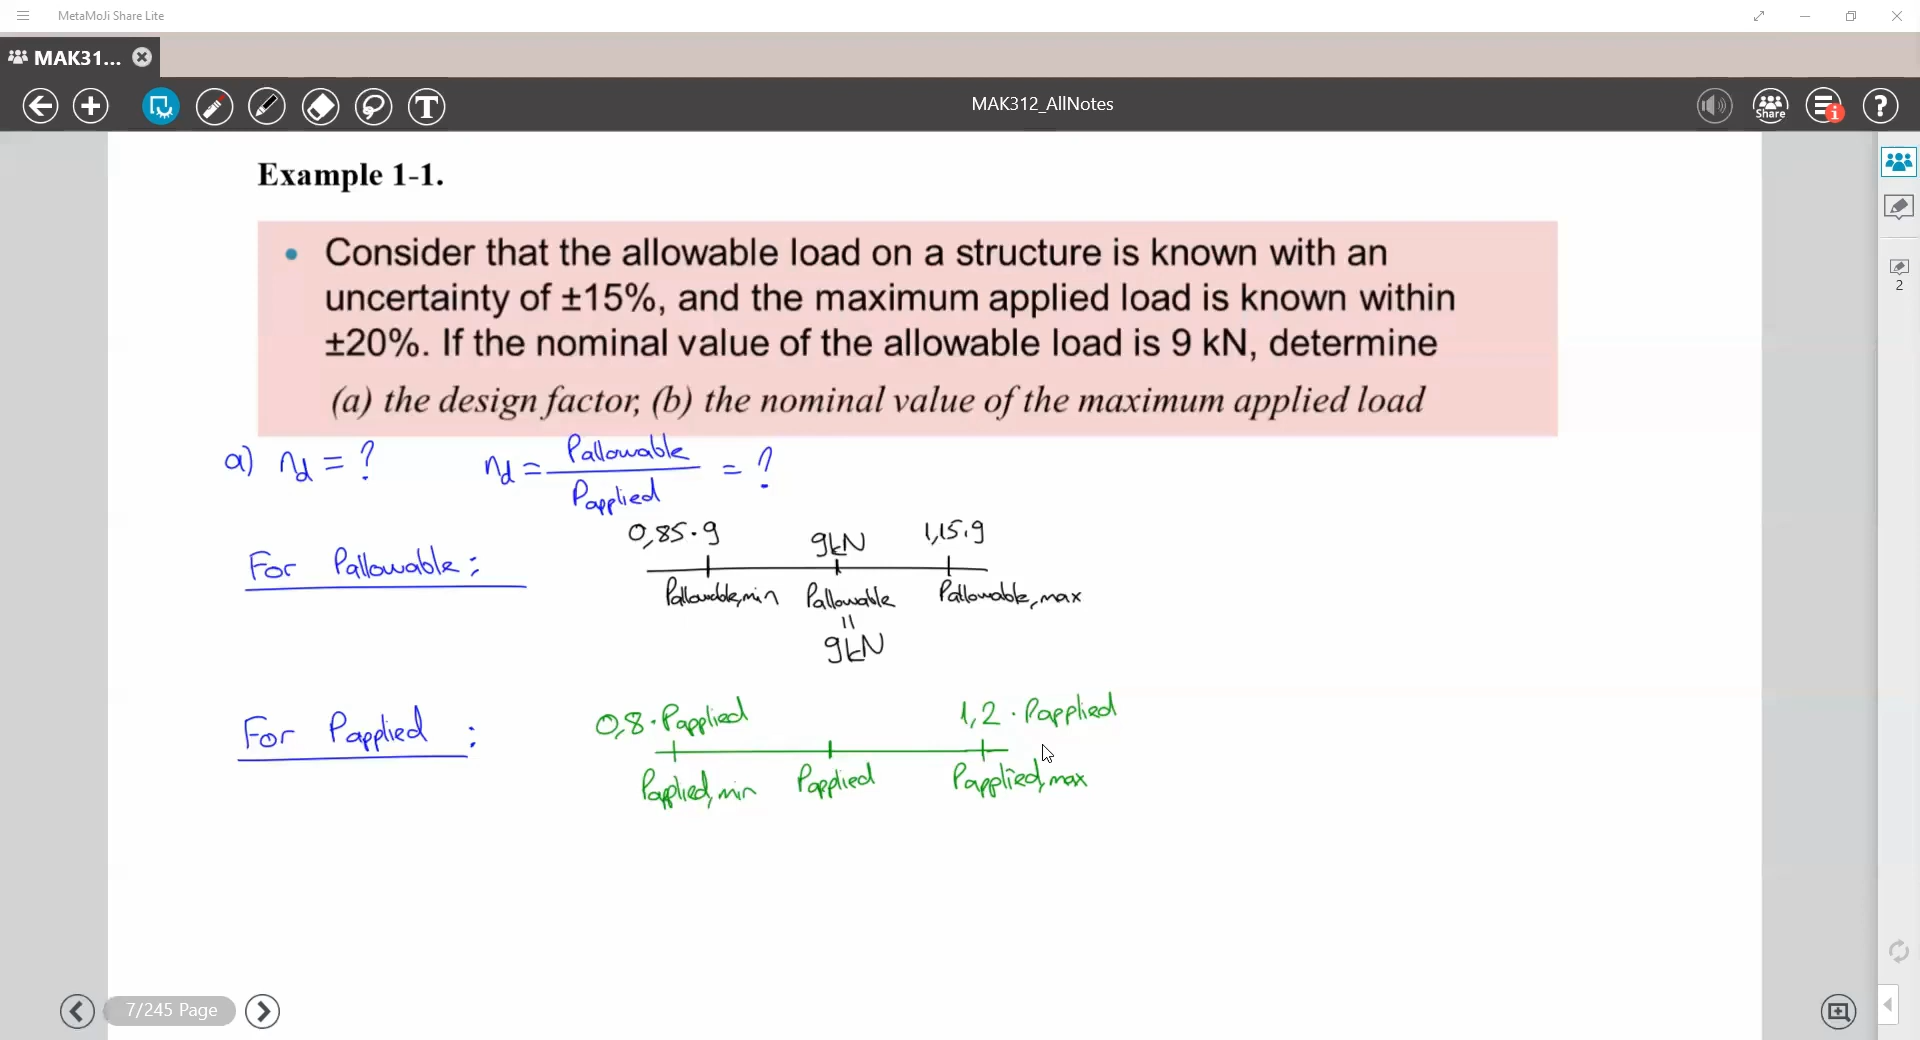 MetaMoJi Share Lite
MAK31...
T
MAK312_AllNotes
Share
i
?
Example 1-1.
• Consider that the allowable load on a structure is known with an
uncertainty of ±15%, and the maximum applied load is known within
±20%. If the nominal value of the allowable load is 9 kN, determine
(a) the design factor, (b) the nominal value of the maximum applied load
a) nd = ? nd = Pallowable / Papplied = ?
0,85.9 9kN 1,15.9
For Pallowable :
Pallowable,min Pallowable Pallowable,max
=
9kN
0,8.Papplied 1,2.Papplied
For Papplied :
Papplied,min Papplied Papplied,max
2
7/245 Page